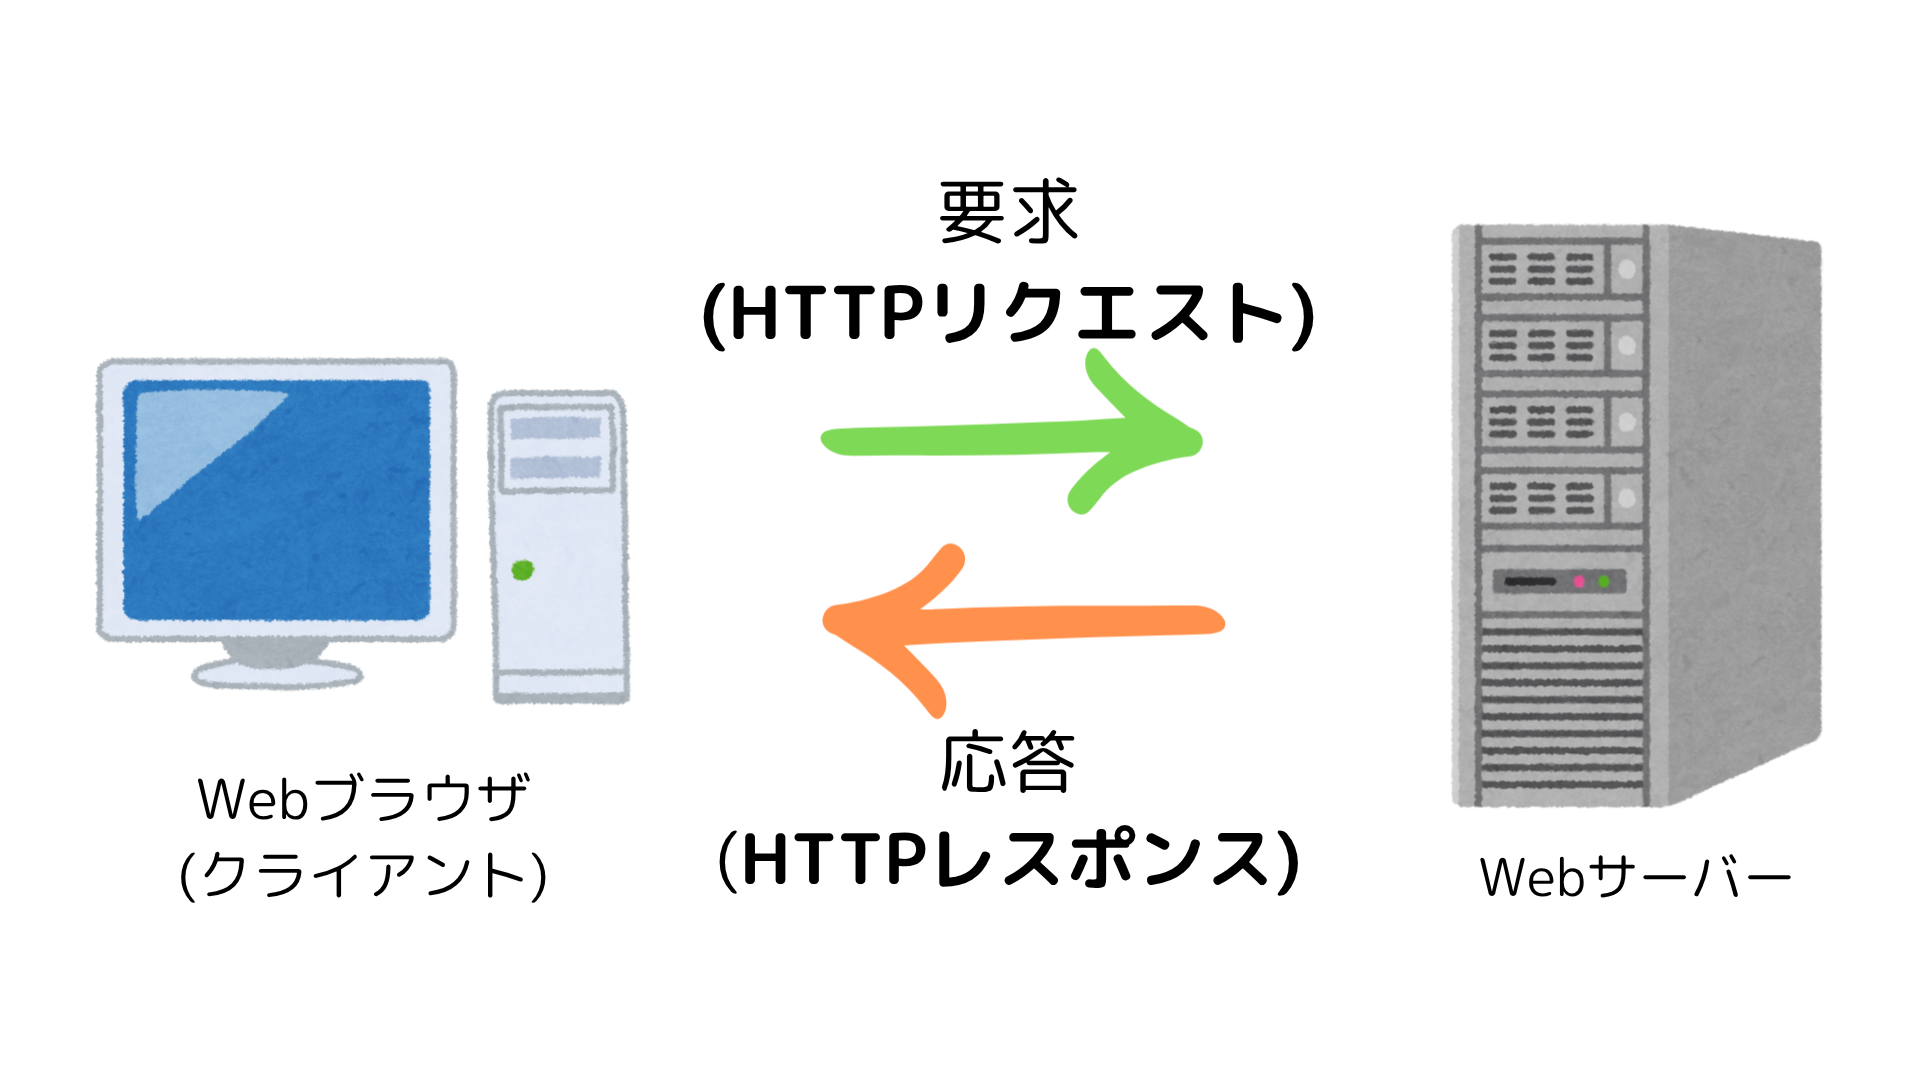 要求
(HTTPリクエスト)
応答
(HTTPレスポンス)
Webブラウザ
(クライアント)
Webサーバー